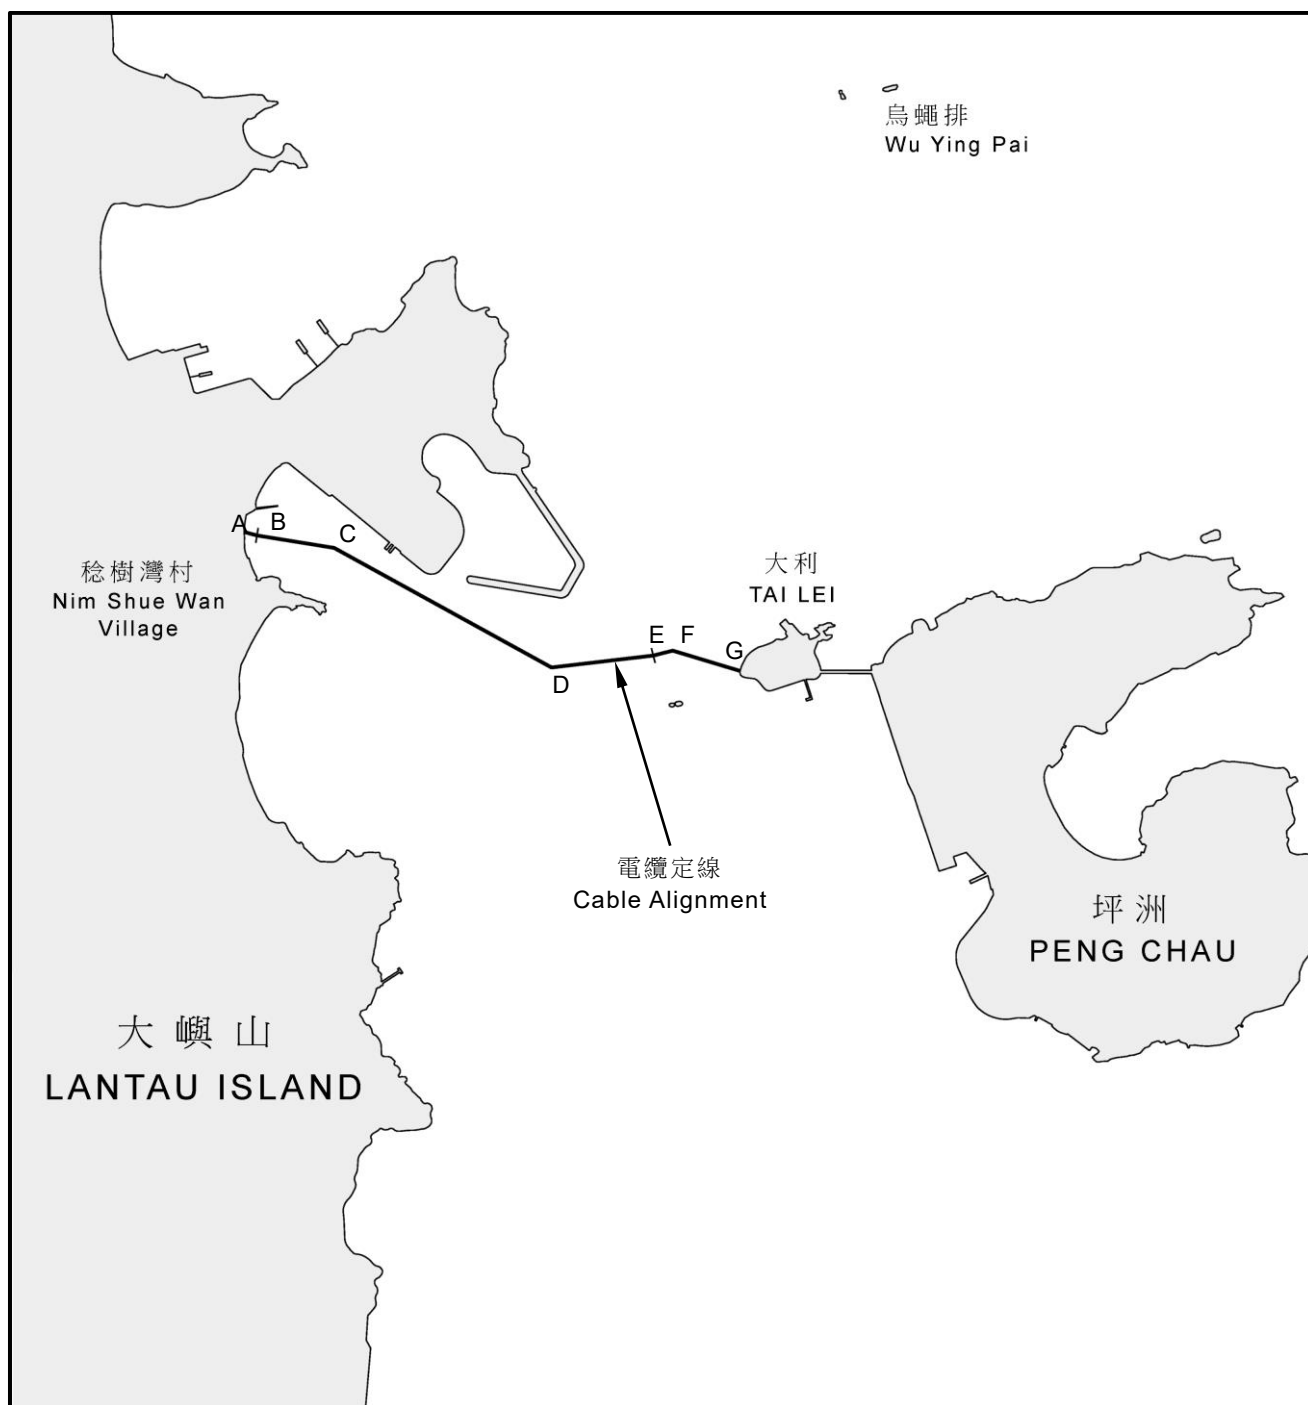 烏蠅排
Wu Ying Pai
A
B
C
稔樹灣村
Nim Shue Wan
Village
大利
TAI LEI
E
F
G
D
電纜定線
Cable Alignment
坪洲
PENG CHAU
大嶼山
LANTAU ISLAND